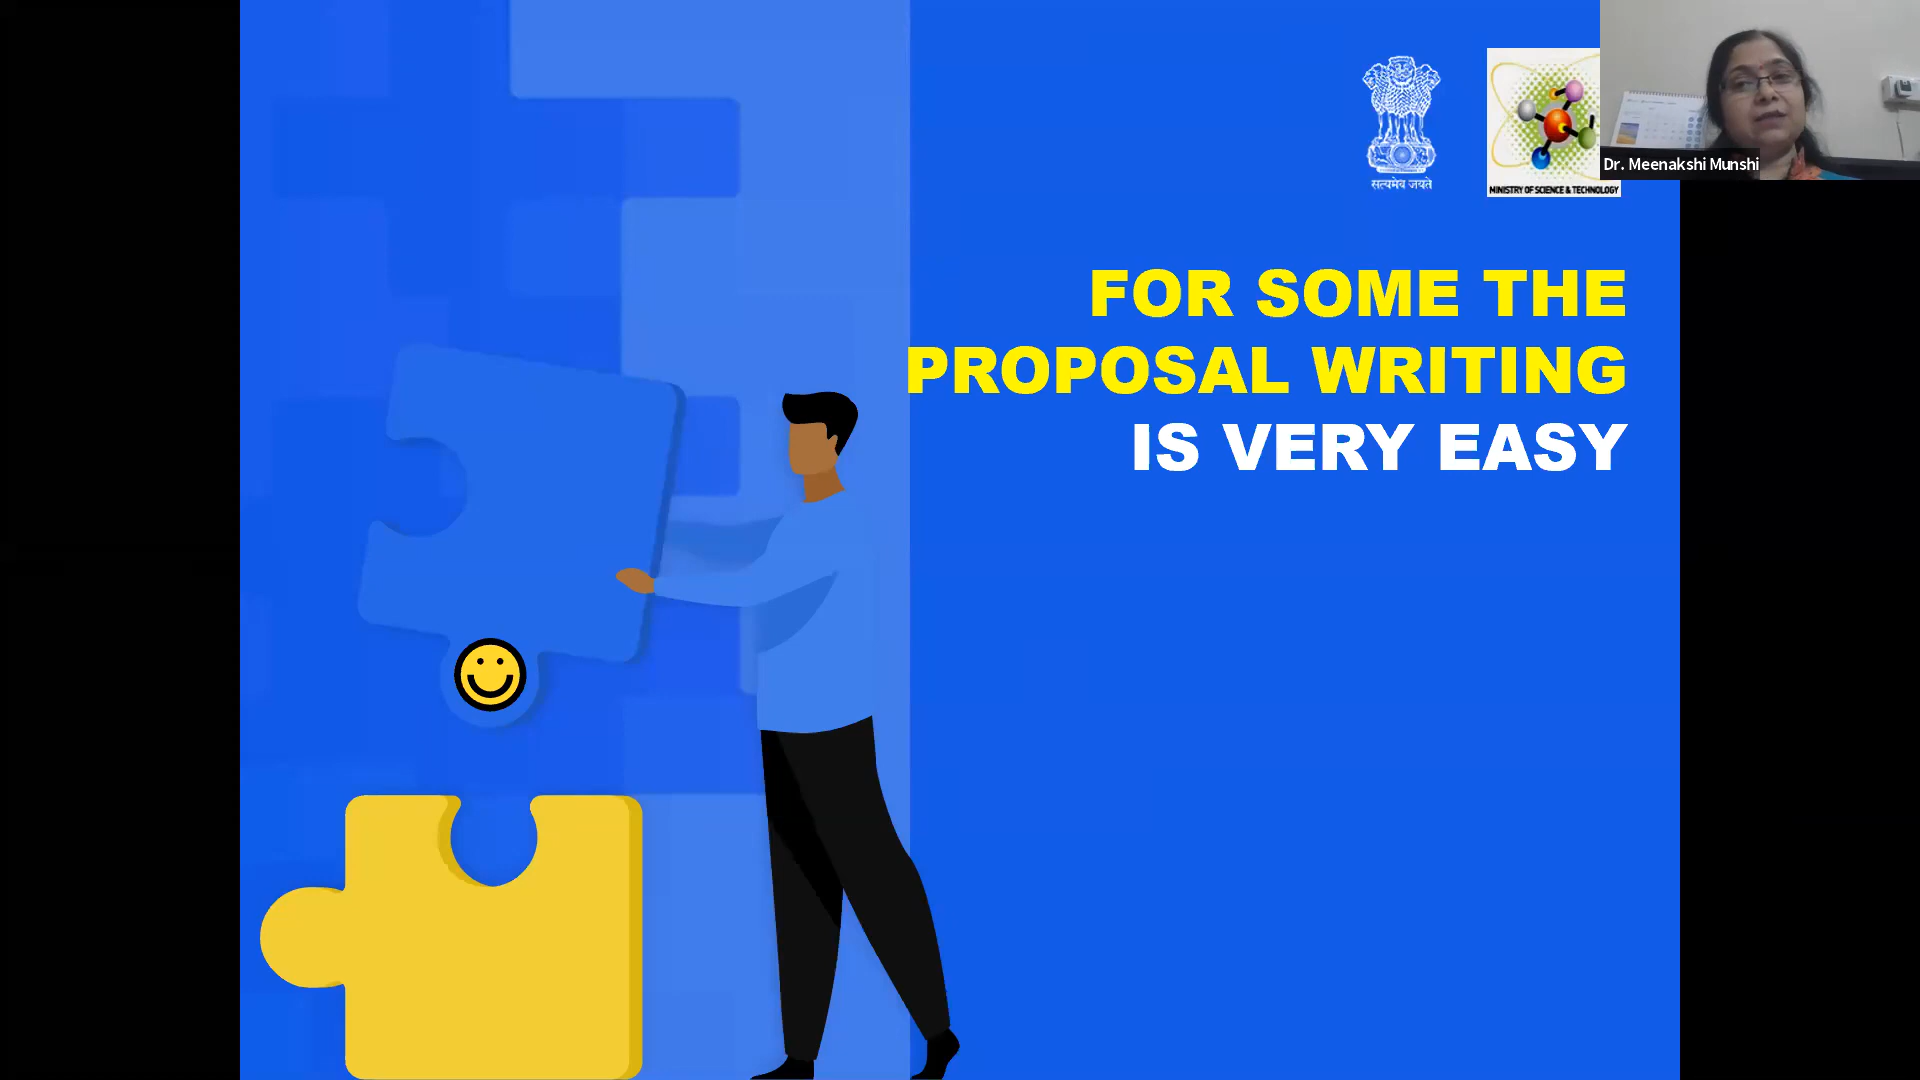 सत्यमेव जयते
MINISTRY OF SCIENCE & TECHNOLOGY
Dr. Meenakshi Munshi
FOR SOME THE
PROPOSAL WRITING
IS VERY EASY